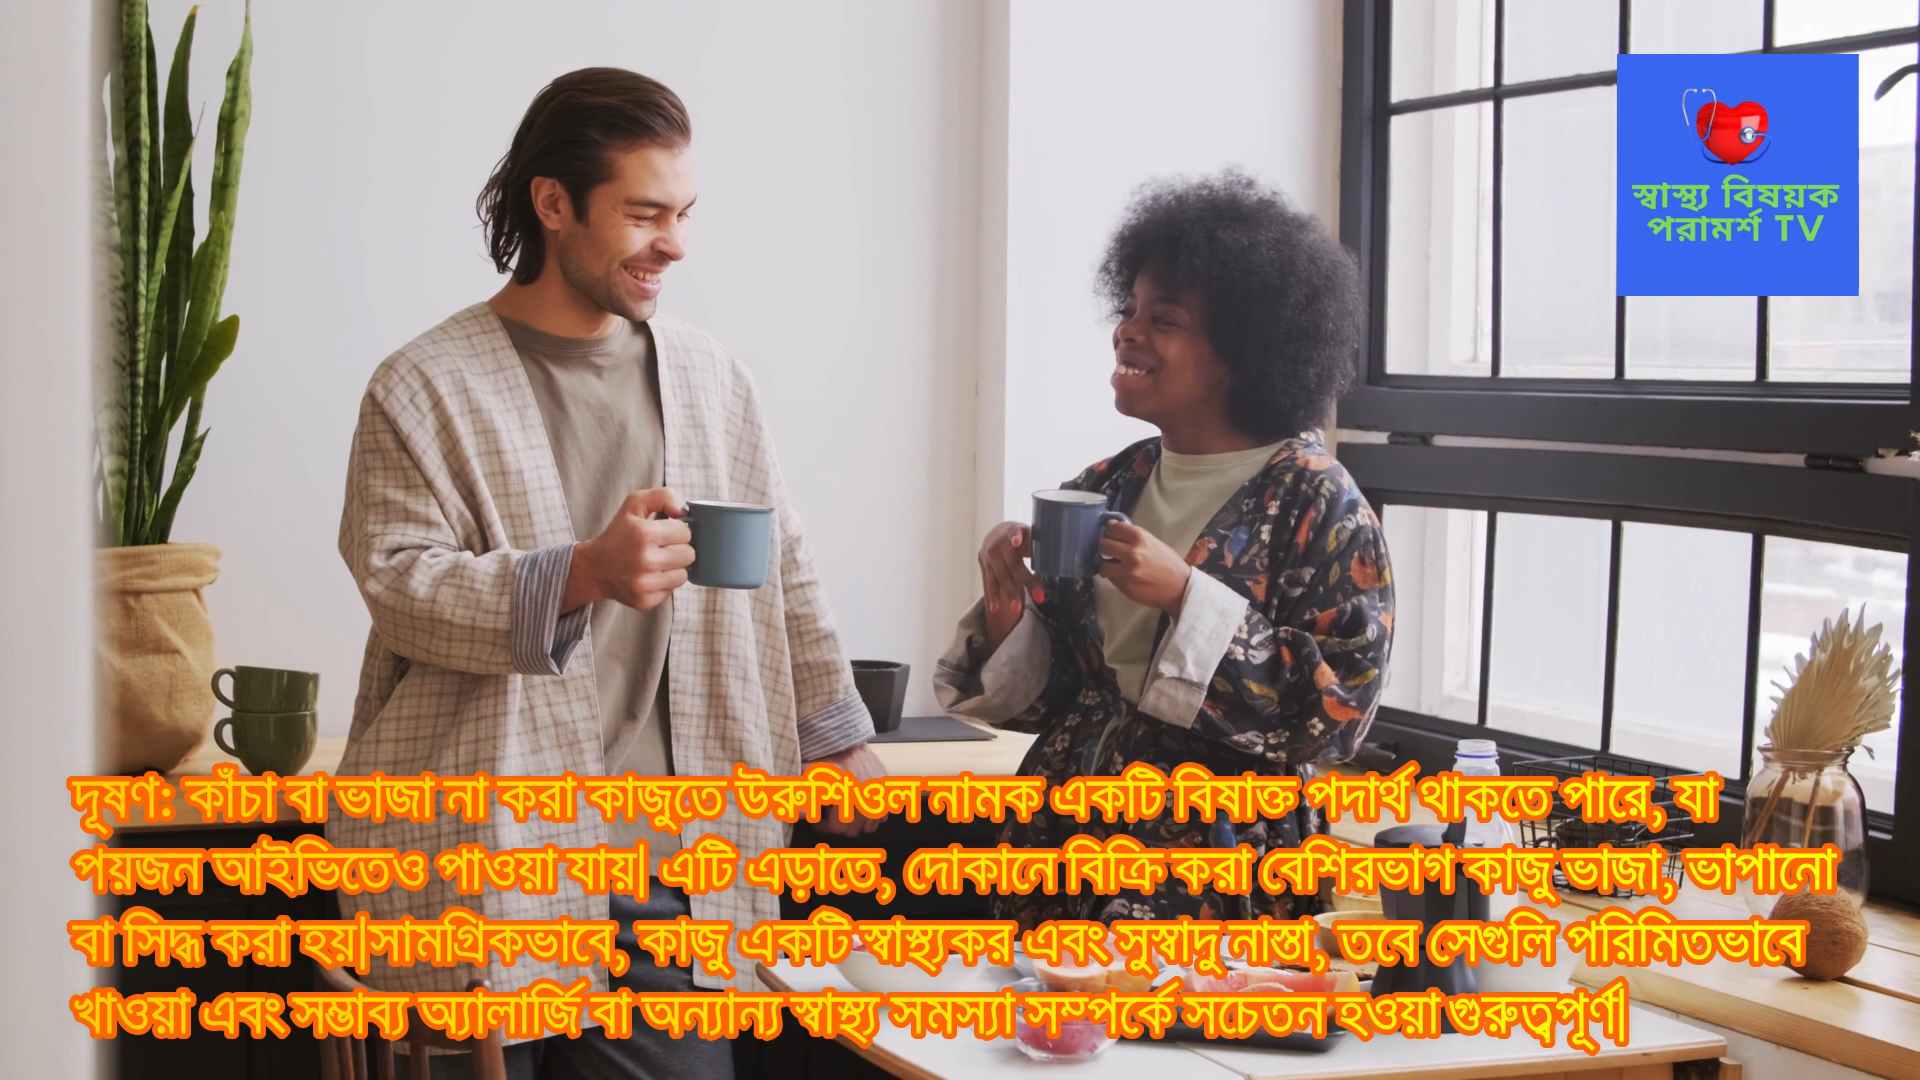 স্বাস্থ্য বিষয়ক
পরামর্শ TV
দূষণ: কাঁচা বা ভাজা না করা কাজুতে উরুশিওল নামক একটি বিষাক্ত পদার্থ থাকতে পারে, যা
পয়জন আইভিতেও পাওয়া যায়| এটি এড়াতে, দোকানে বিক্রি করা বেশিরভাগ কাজু ভাজা, ভাপানো
বা সিদ্ধ করা হয়|সামগ্রিকভাবে, কাজু একটি স্বাস্থ্যকর এবং সুস্বাদু নাস্তা, তবে সেগুলি পরিমিতভাবে
খাওয়া এবং সম্ভাব্য অ্যালার্জি বা অন্যান্য স্বাস্থ্য সমস্যা সম্পর্কে সচেতন হওয়া গুরুত্বপূর্ণ|